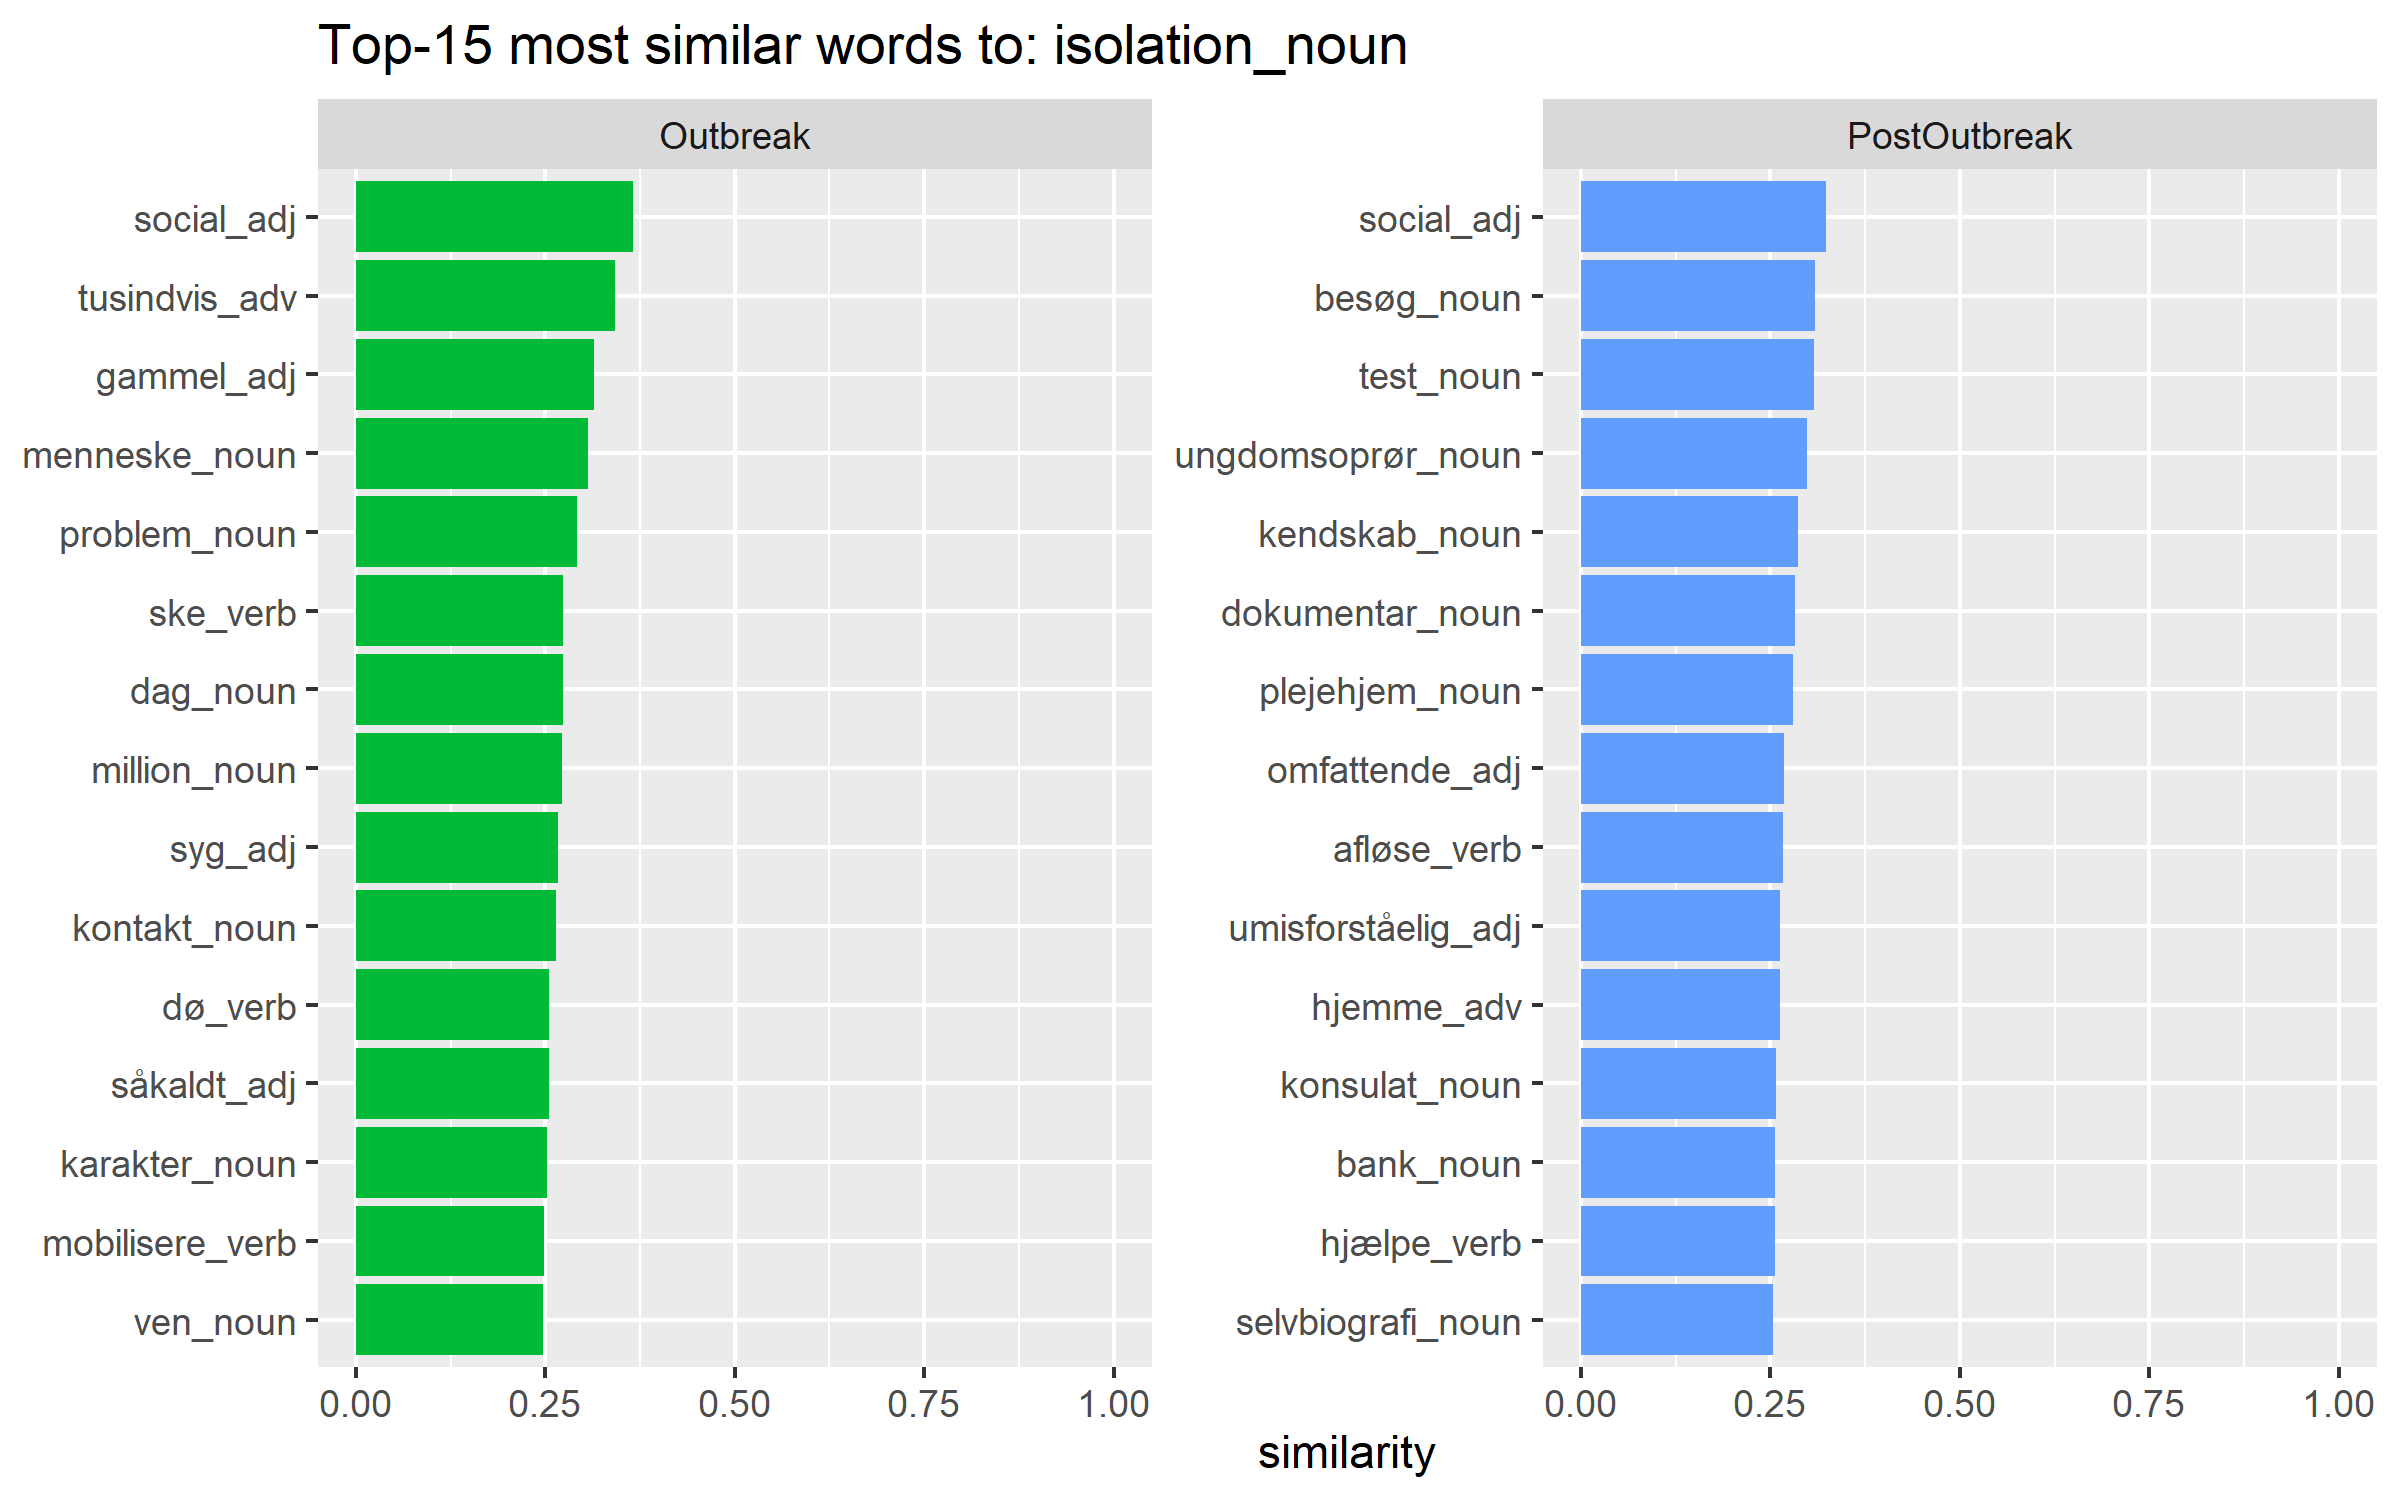 Top-15 most similar words to: isolation_noun
Outbreak
social_adj
tusindvis_adv
gammel_adj
menneske_noun
problem_noun
ske_verb
dag_noun
million_noun
syg_adj
kontakt_noun
dø_verb
såkaldt_adj
karakter_noun
mobilisere_verb
ven_noun
0.00 0.25 0.50 0.75 1.00
PostOutbreak
social_adj
besøg_noun
test_noun
ungdomsoprør_noun
kendskab_noun
dokumentar_noun
plejehjem_noun
omfattende_adj
afløse_verb
umisforståelig_adj
hjemme_adv
konsulat_noun
bank_noun
hjælpe_verb
selvbiografi_noun
0.00 0.25 0.50 0.75 1.00
similarity